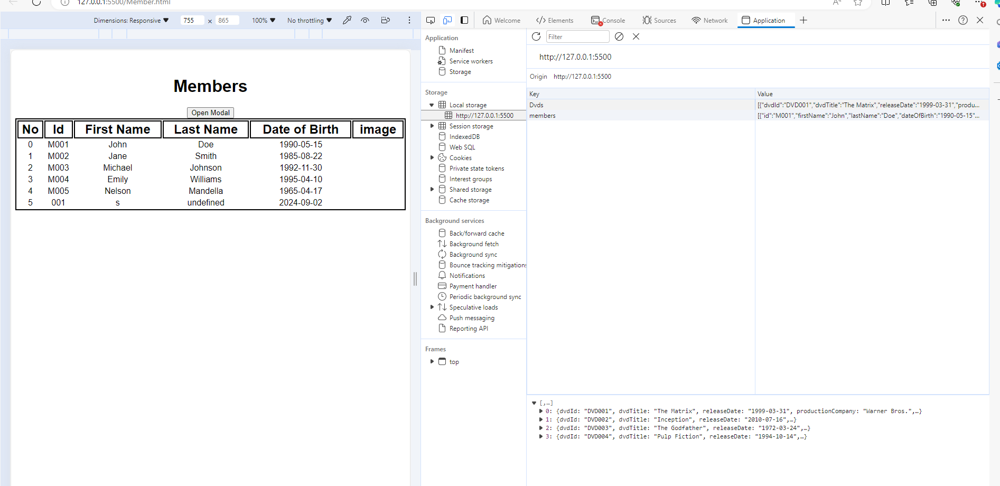 127.0.0.1:5500/Member.html
Dimensions: Responsive 755 x 865 100% No throttling
Welcome Elements Console Sources Network Application
Members
Open Modal
No Id First Name Last Name Date of Birth image
0 M001 John Doe 1990-05-15
1 M002 Jane Smith 1985-08-22
2 M003 Michael Johnson 1992-11-30
3 M004 Emily Williams 1995-04-10
4 M005 Nelson Mandella 1965-04-17
5 001 s undefined 2024-09-02
Application
Manifest
Service workers
Storage
Storage
Local storage
http://127.0.0.1:5500
Session storage
IndexedDB
Web SQL
Cookies
Private state tokens
Interest groups
Shared storage
Cache storage
Background services
Back/forward cache
Background fetch
Background sync
Bounce tracking mitigations
Notifications
Payment handler
Periodic background sync
Speculative loads
Push messaging
Reporting API
Frames
top
Filter
http://127.0.0.1:5500
Origin http://127.0.0.1:5500
Key Value
Dvds [{"dvdId":"DVD001","dvdTitle":"The Matrix","releaseDate":"1999-03-31","produ...
members [{"id":"M001","firstName":"John","lastName":"Doe","dateOfBirth":"1990-05-15"...
[,…]
0: {dvdId: "DVD001", dvdTitle: "The Matrix", releaseDate: "1999-03-31", productionCompany: "Warner Bros.",…}
1: {dvdId: "DVD002", dvdTitle: "Inception", releaseDate: "2010-07-16",…}
2: {dvdId: "DVD003", dvdTitle: "The Godfather", releaseDate: "1972-03-24",…}
3: {dvdId: "DVD004", dvdTitle: "Pulp Fiction", releaseDate: "1994-10-14",…}